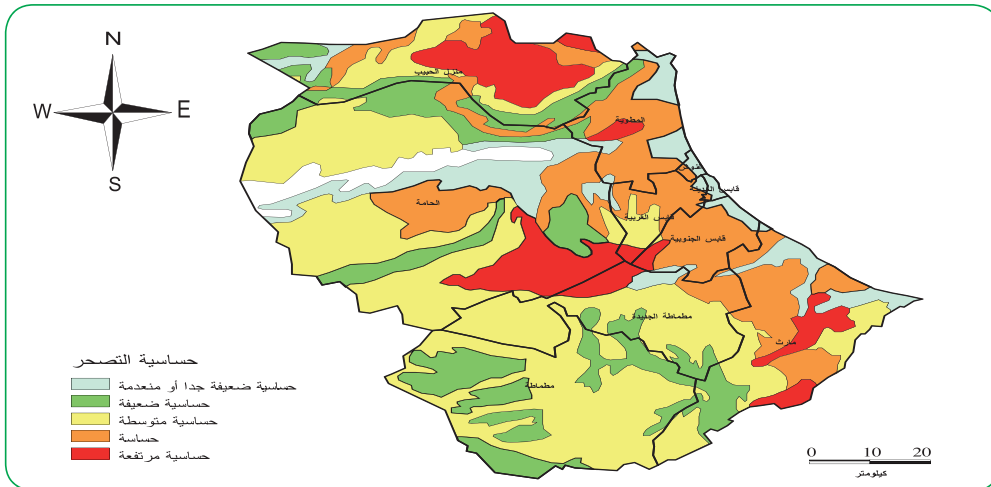 N
W E
S
منزل الحبيب
المطوية
غنوش
قابس المدينة
الحامة
قابس الغربية
قابس الجنوبية
مطماطة الجديدة
مارث
مطماطة
حساسية التصحر
حساسية ضعيفة جدا أو منعدمة
حساسية ضعيفة
حساسية متوسطة
حساسة
حساسية مرتفعة
0 10 20
كيلومتر